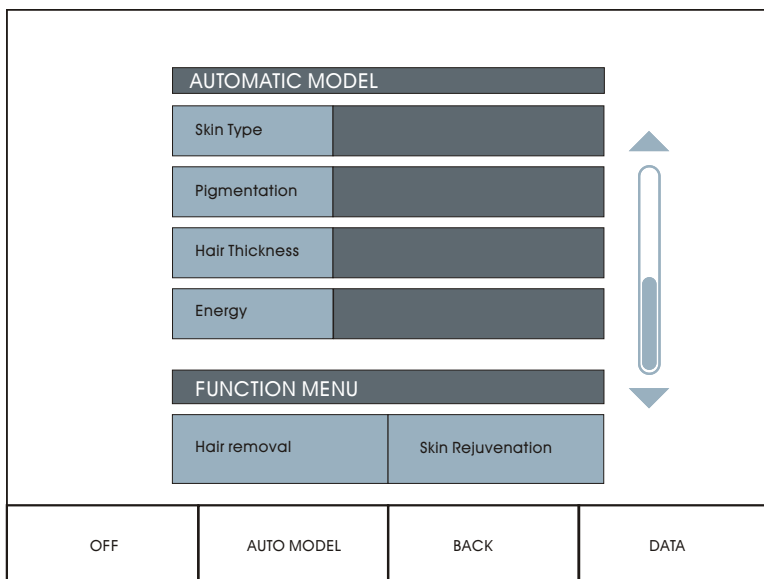 AUTOMATIC MODEL
Skin Type
Pigmentation
Hair Thickness
Energy
FUNCTION MENU
Hair removal Skin Rejuvenation
OFF AUTO MODEL BACK DATA